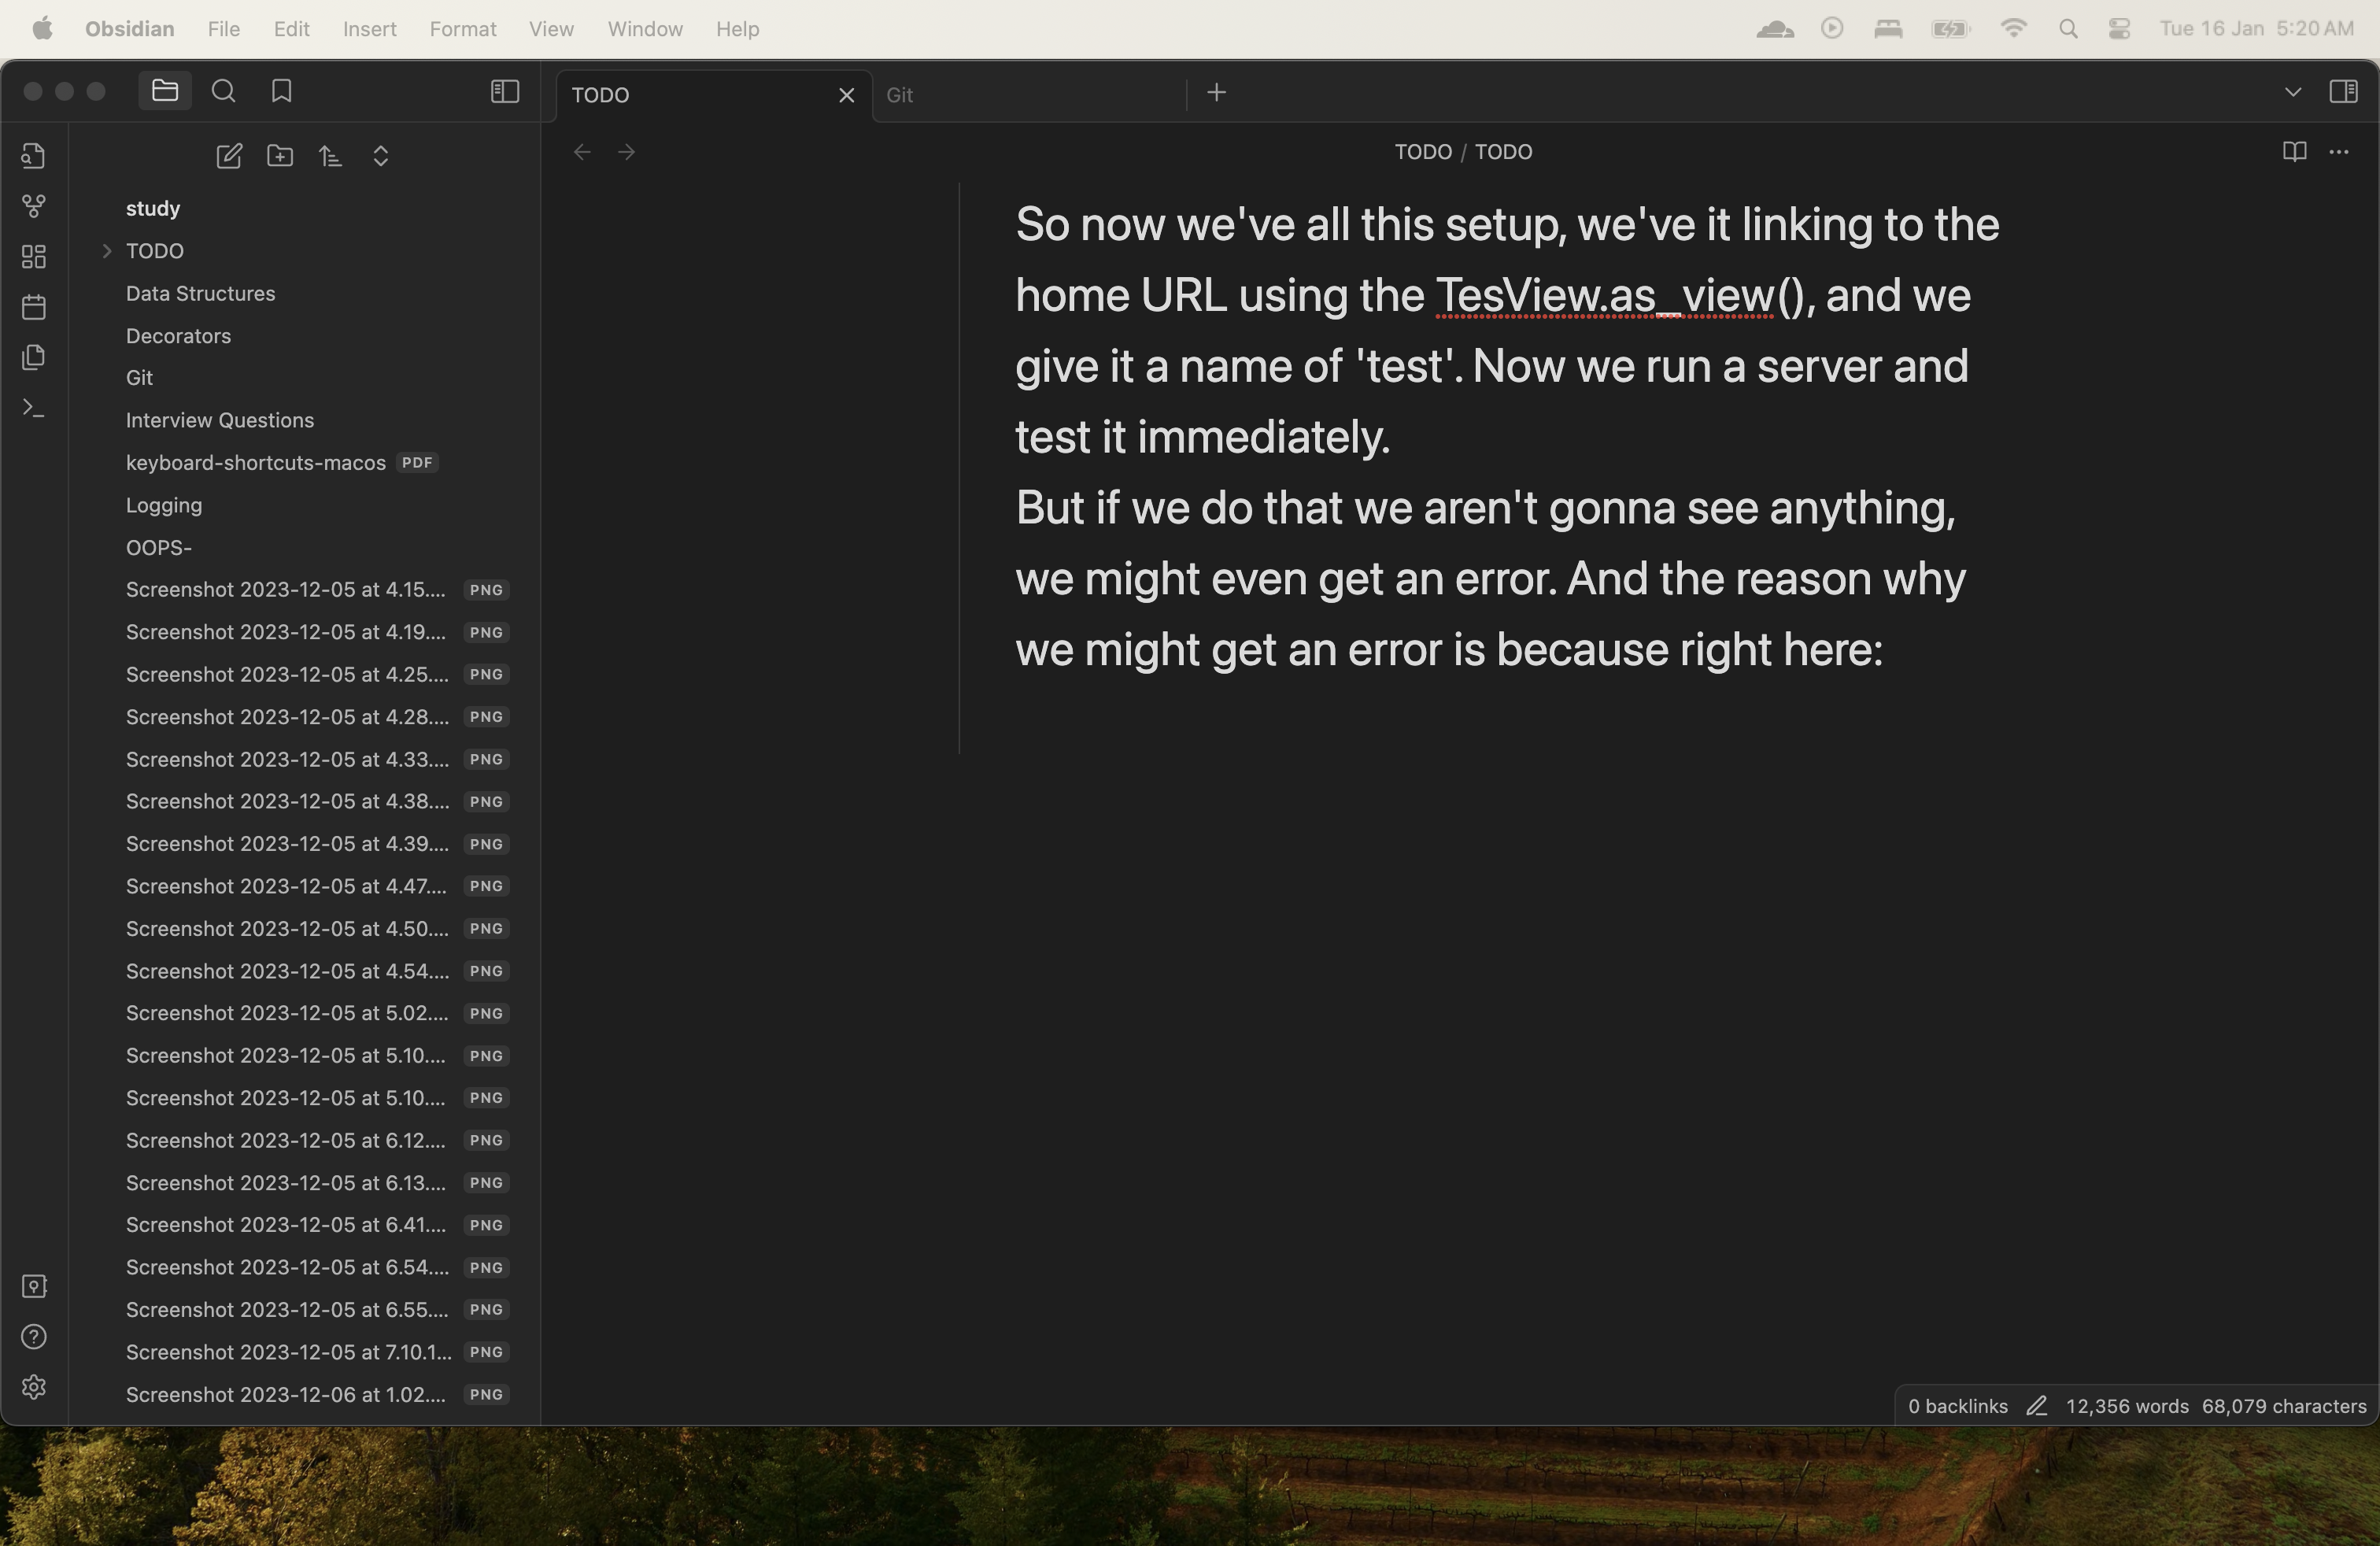 Obsidian File Edit Insert Format View Window Help Tue 16 Jan 5:20 AM
TODO Git
TODO / TODO
study
TODO
Data Structures
Decorators
Git
Interview Questions
keyboard-shortcuts-macos PDF
Logging
OOPS-
Screenshot 2023-12-05 at 4.15.... PNG
Screenshot 2023-12-05 at 4.19.... PNG
Screenshot 2023-12-05 at 4.25.... PNG
Screenshot 2023-12-05 at 4.28.... PNG
Screenshot 2023-12-05 at 4.33.... PNG
Screenshot 2023-12-05 at 4.38.... PNG
Screenshot 2023-12-05 at 4.39.... PNG
Screenshot 2023-12-05 at 4.47.... PNG
Screenshot 2023-12-05 at 4.50.... PNG
Screenshot 2023-12-05 at 4.54.... PNG
Screenshot 2023-12-05 at 5.02.... PNG
Screenshot 2023-12-05 at 5.10.... PNG
Screenshot 2023-12-05 at 5.10.... PNG
Screenshot 2023-12-05 at 6.12.... PNG
Screenshot 2023-12-05 at 6.13.... PNG
Screenshot 2023-12-05 at 6.41.... PNG
Screenshot 2023-12-05 at 6.54.... PNG
Screenshot 2023-12-05 at 6.55.... PNG
Screenshot 2023-12-05 at 7.10.1... PNG
Screenshot 2023-12-06 at 1.02.... PNG
So now we've all this setup, we've it linking to the
home URL using the TesView.as_view(), and we
give it a name of 'test'. Now we run a server and
test it immediately.
But if we do that we aren't gonna see anything,
we might even get an error. And the reason why
we might get an error is because right here:
0 backlinks 12,356 words 68,079 characters